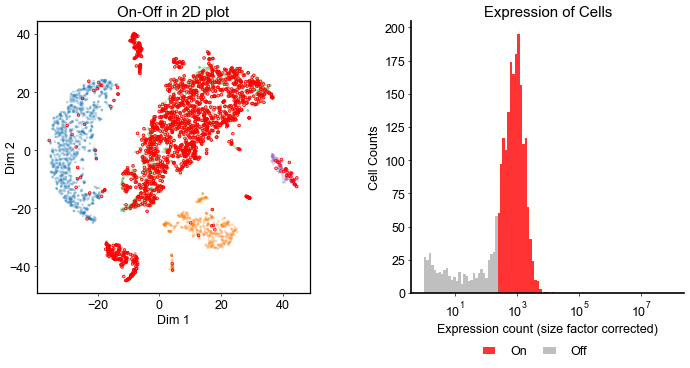 On-Off in 2D plot
40
20
0
−20
−40
−20
0
20
40
Dim 2
Dim 1
Expression of Cells
200
175
150
125
100
75
50
25
0
10^1
10^3
10^5
10^7
Cell Counts
Expression count (size factor corrected)
On
Off